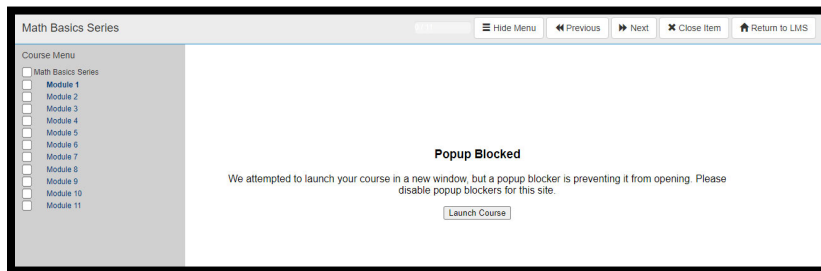 Math Basics Series
Hide Menu
Previous
Next
Close Item
Return to LMS
Course Menu
Math Basics Series
Module 1
Module 2
Module 3
Module 4
Module 5
Module 6
Module 7
Module 8
Module 9
Module 10
Module 11
Popup Blocked
We attempted to launch your course in a new window, but a popup blocker is preventing it from opening. Please
disable popup blockers for this site.
Launch Course